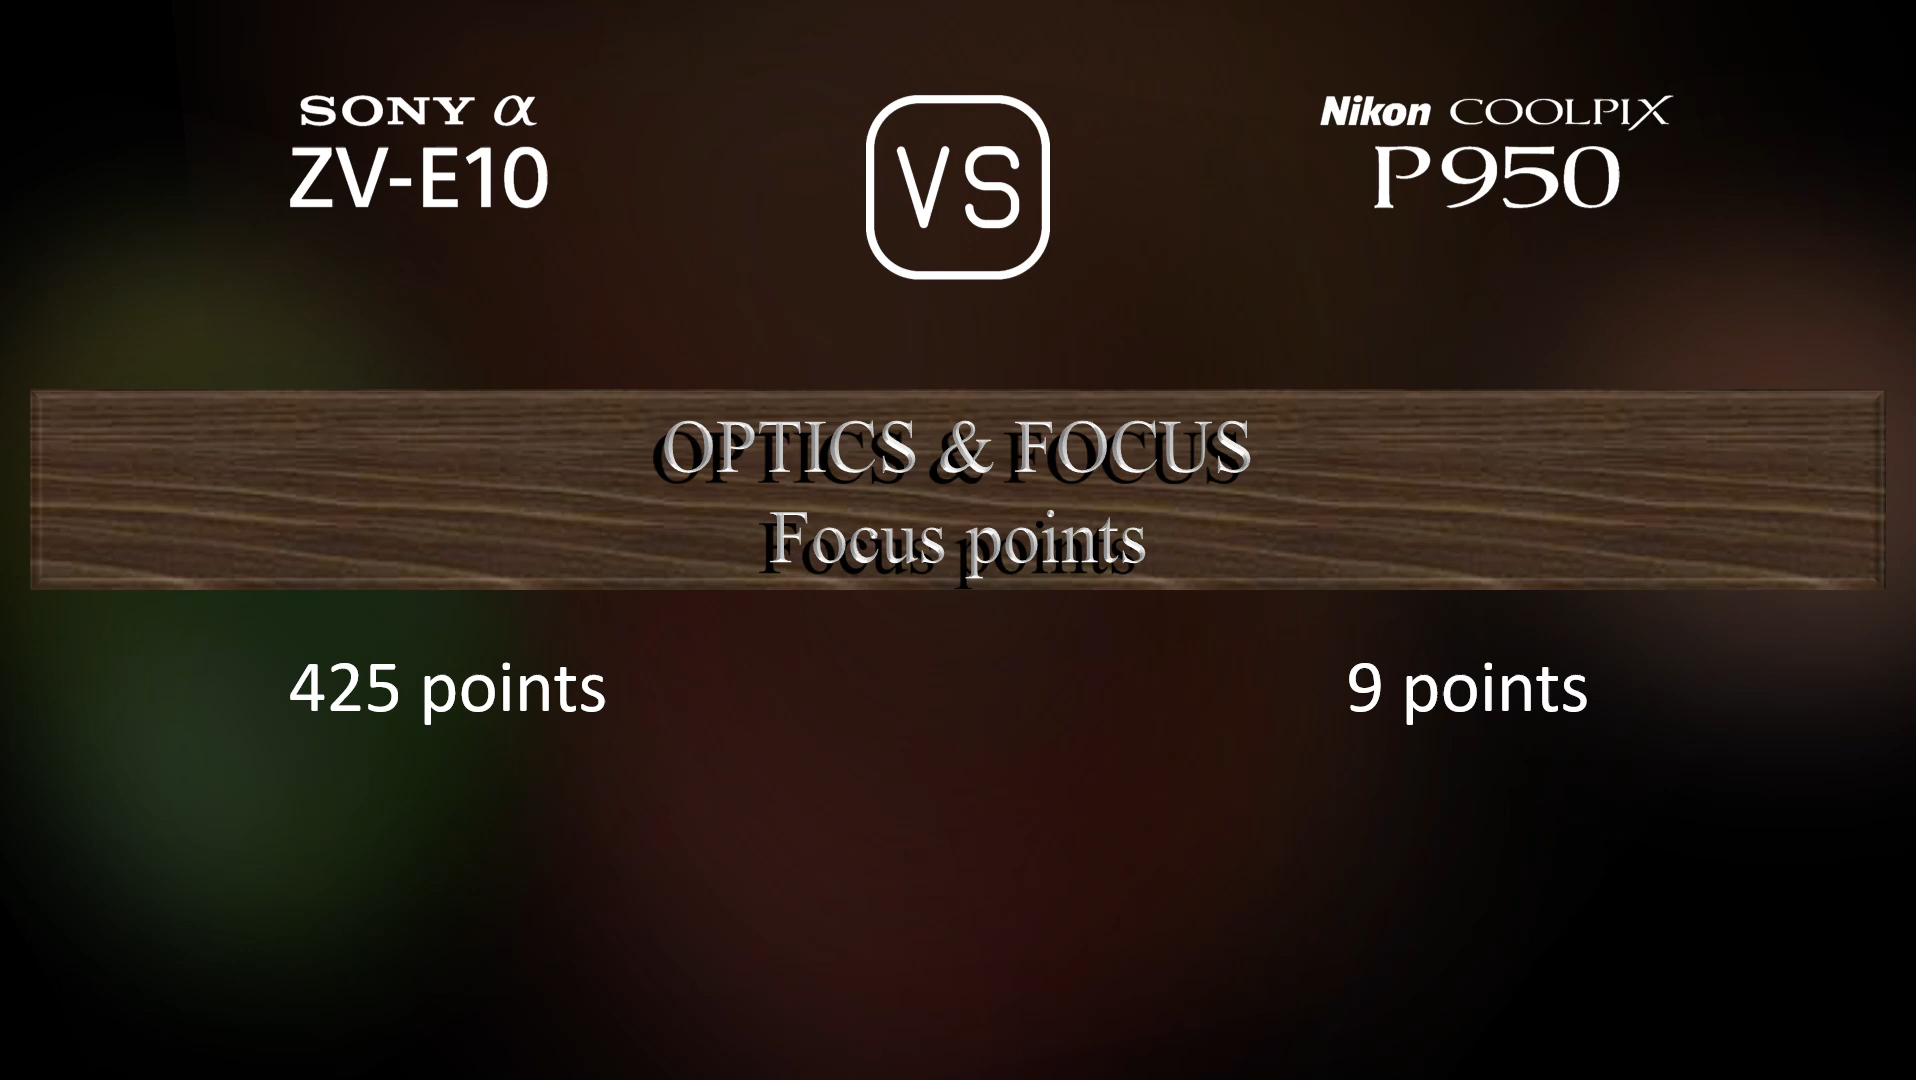 SONY α
ZV-E10
VS
Nikon COOLPIX
P950
OPTICS & FOCUS
Focus points
425 points
9 points